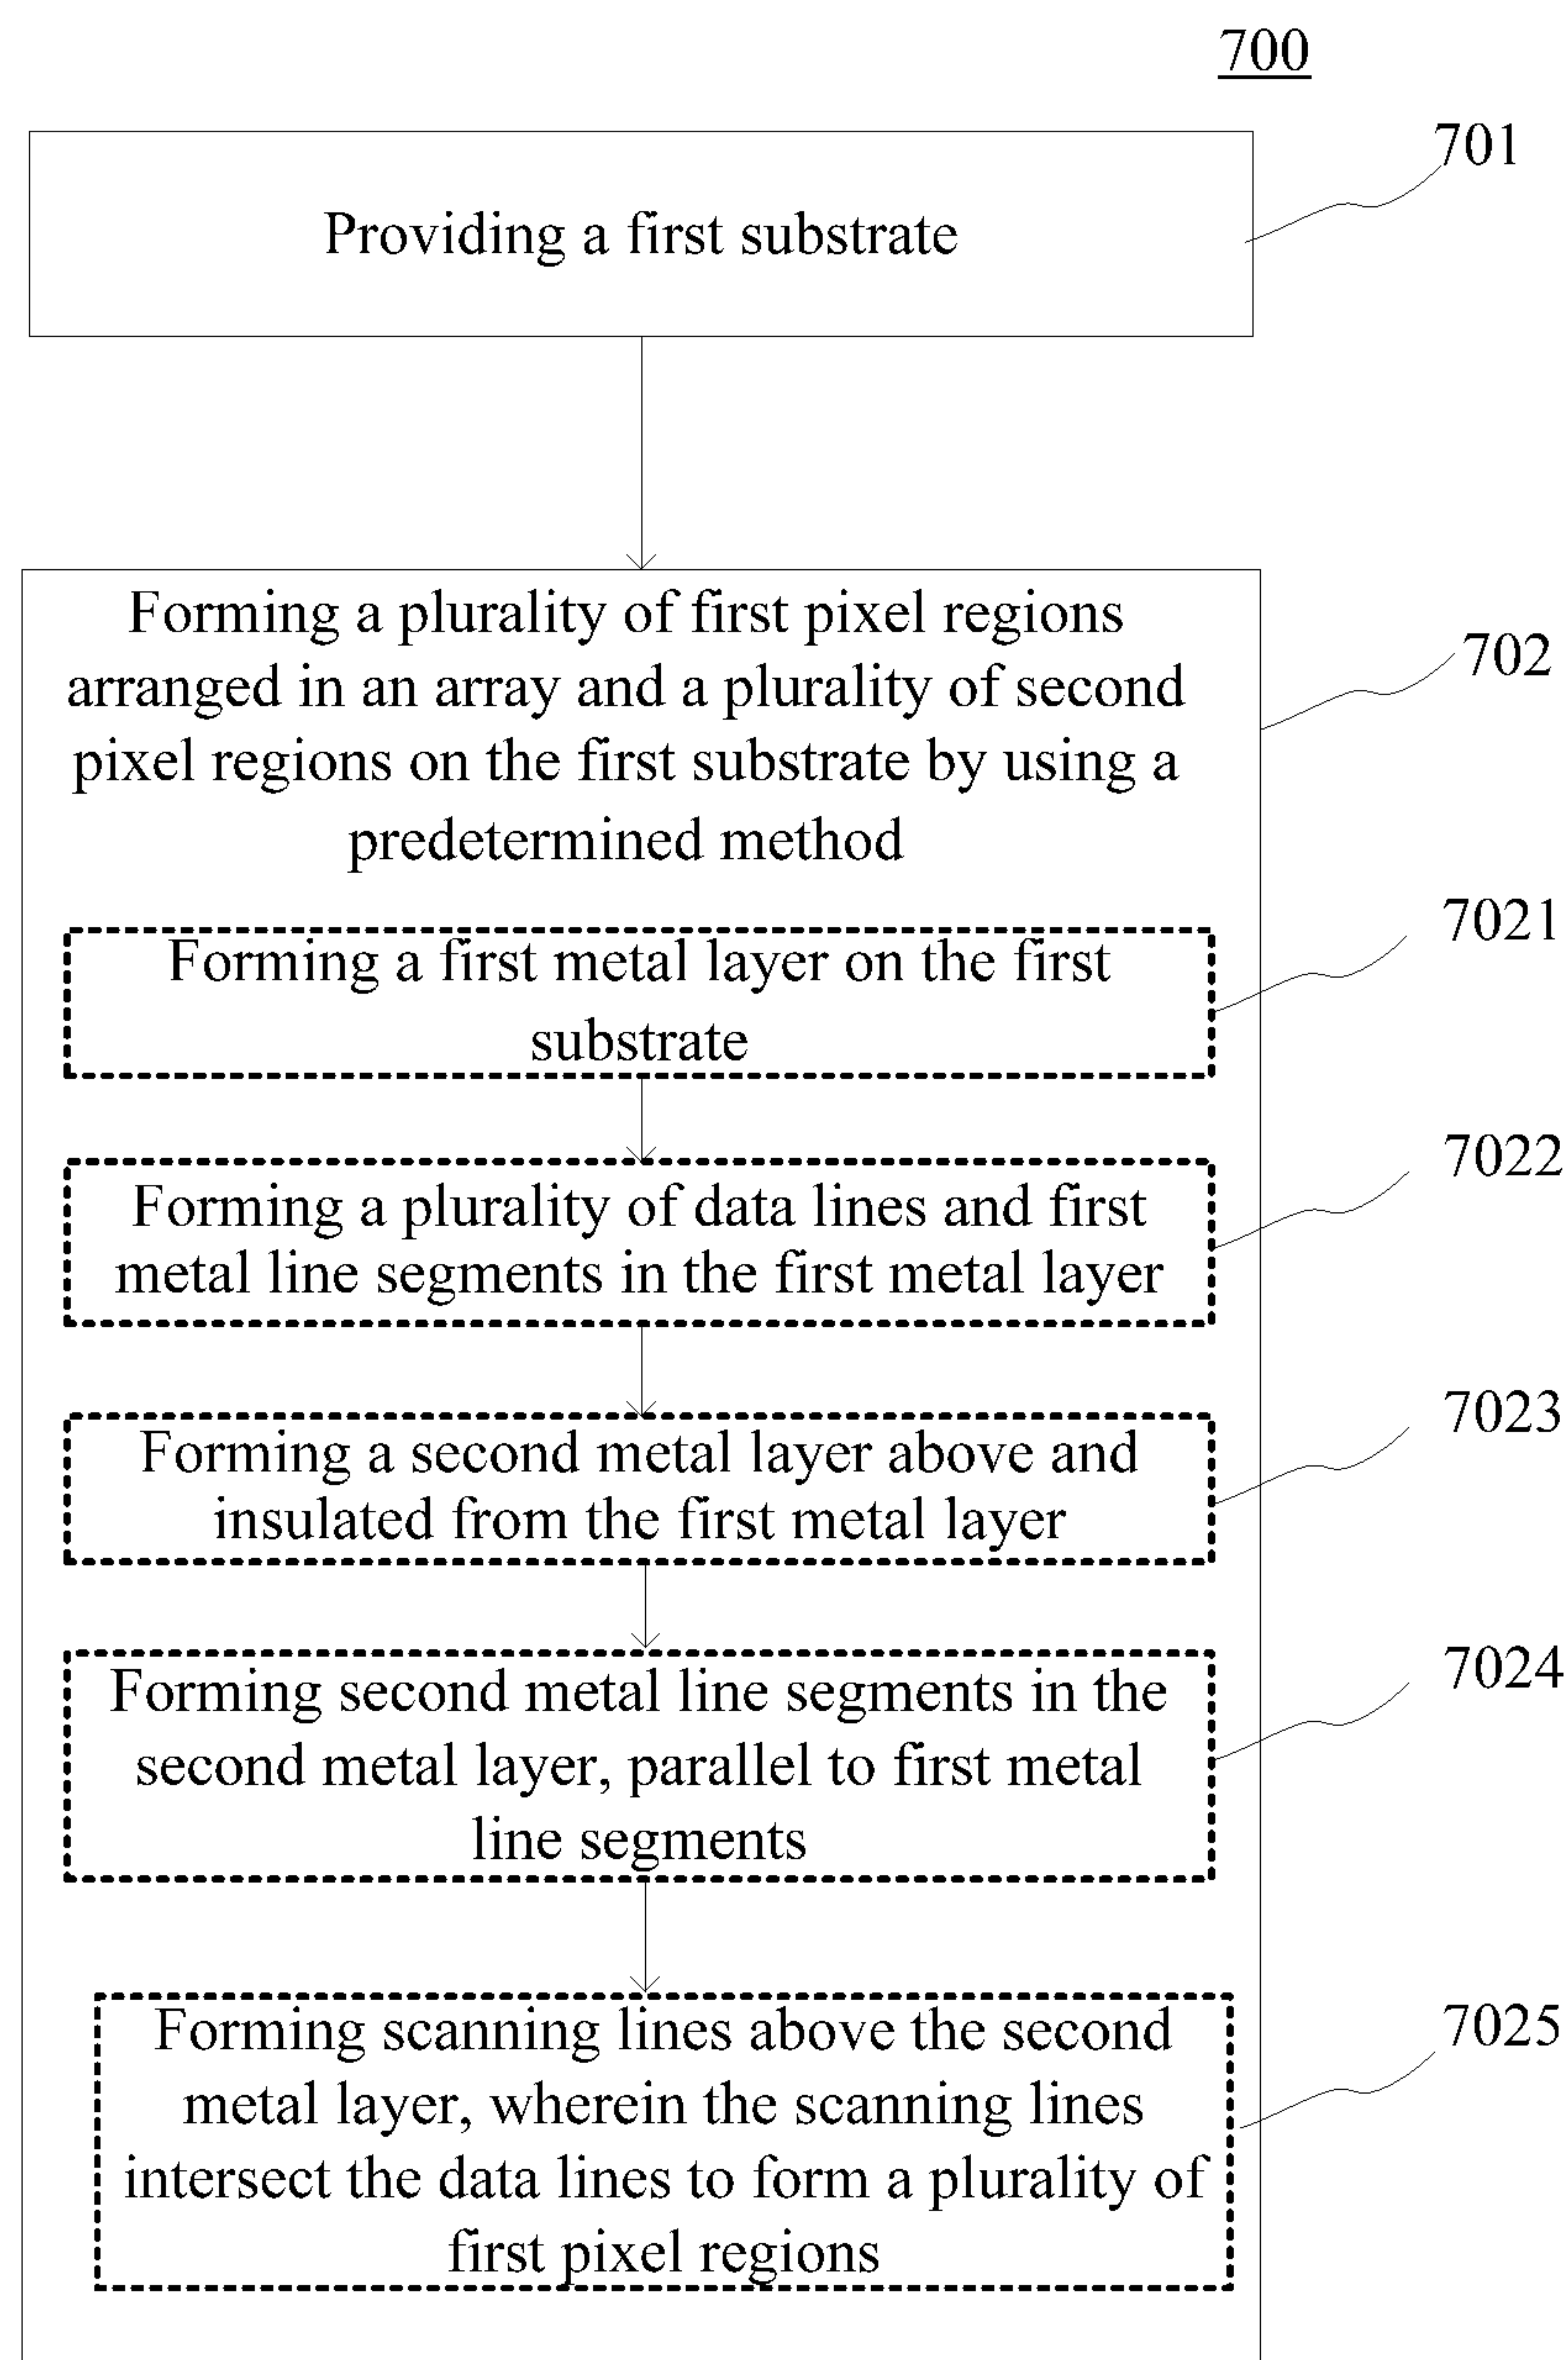 700
701
Providing a first substrate
Forming a plurality of first pixel regions
arranged in an array and a plurality of second
pixel regions on the first substrate by using a
predetermined method
702
7021
Forming a first metal layer on the first
substrate
7022
Forming a plurality of data lines and first
metal line segments in the first metal layer
7023
Forming a second metal layer above and
insulated from the first metal layer
7024
Forming second metal line segments in the
second metal layer, parallel to first metal
line segments
7025
Forming scanning lines above the second
metal layer, wherein the scanning lines
intersect the data lines to form a plurality of
first pixel regions